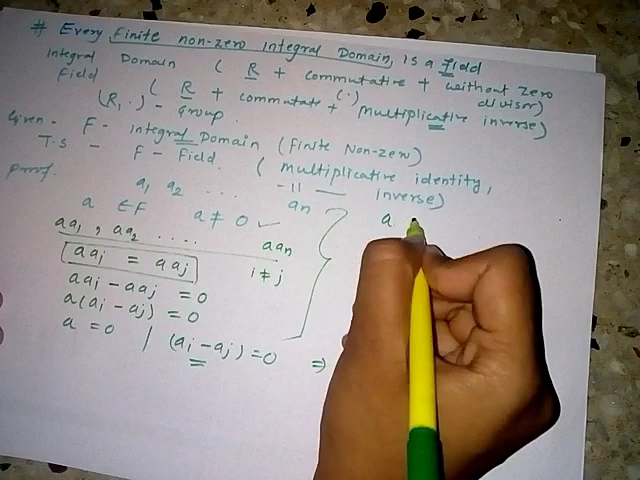 # Every Finite non-zero integral Domain, is a field
Integral Domain ( R + commutative + without zero divisor)
Field ( R + commutate + (·) multiplicative inverse)
(R, ·) - Group.
Given - F - integral Domain (Finite Non-zero)
T.S - F - Field ( multiplicative identity,
-11 — inverse)
Proof.
a1, a2 ... an
a ∈F a ≠ 0 ✓
aa1, aa2 .... aan
aai = aaj i ≠ j
aai - aaj = 0
a(ai - aj) = 0
a = 0 / (ai - aj) = 0 ⇒
a